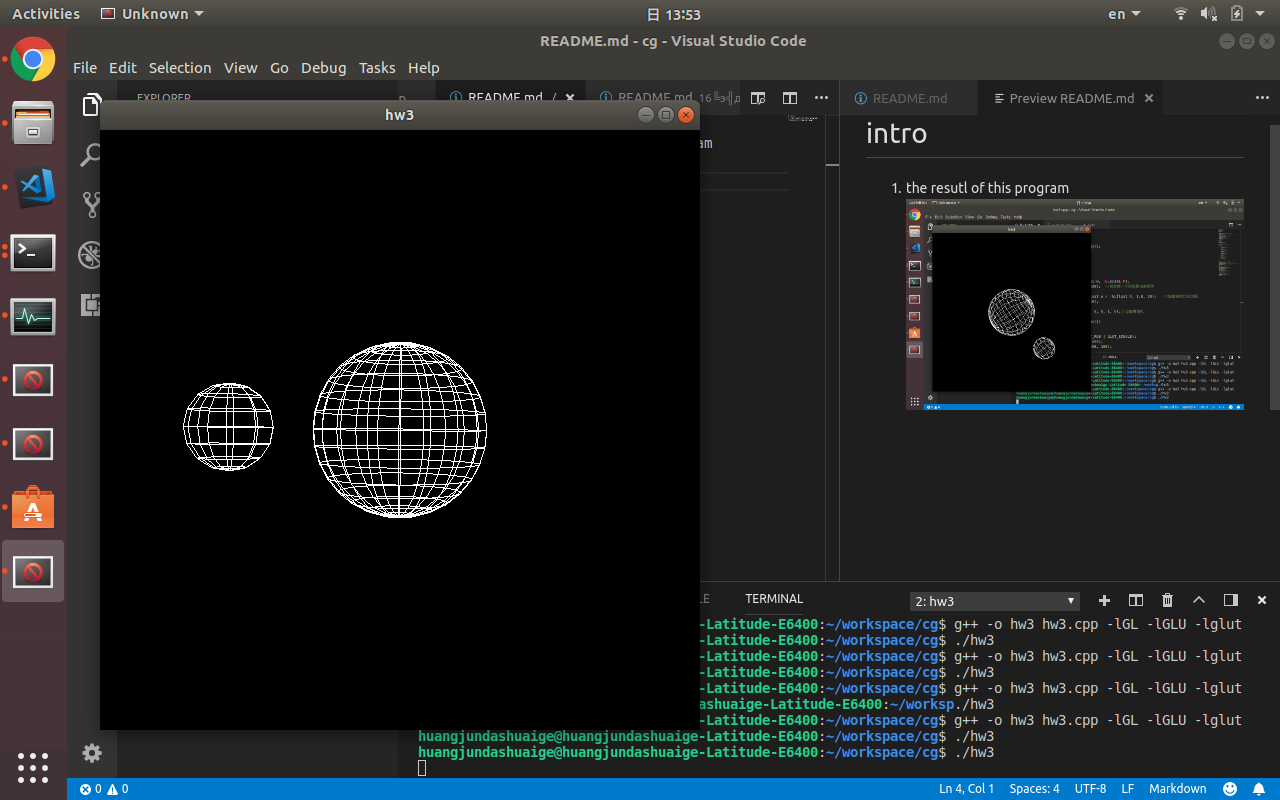 Activities
Unknown
日 13:53
en
README.md - cg - Visual Studio Code
File Edit Selection View Go Debug Tasks Help
EXPLORER
README.md /
README.md
README.md
Preview README.md
hw3
am
intro
1. the resutl of this program
TERMINAL
2: hw3
-Latitude-E6400:~/workspace/cg$ g++ -o hw3 hw3.cpp -lGL -lGLU -lglut
-Latitude-E6400:~/workspace/cg$ ./hw3
-Latitude-E6400:~/workspace/cg$ g++ -o hw3 hw3.cpp -lGL -lGLU -lglut
-Latitude-E6400:~/workspace/cg$ ./hw3
-Latitude-E6400:~/workspace/cg$ g++ -o hw3 hw3.cpp -lGL -lGLU -lglut
ashuaige-Latitude-E6400:~/worksp./hw3
-Latitude-E6400:~/workspace/cg$ g++ -o hw3 hw3.cpp -lGL -lGLU -lglut
huangjundashuaige@huangjundashuaige-Latitude-E6400:~/workspace/cg$ ./hw3
huangjundashuaige@huangjundashuaige-Latitude-E6400:~/workspace/cg$ ./hw3
0 0
Ln 4, Col 1 Spaces: 4 UTF-8 LF Markdown